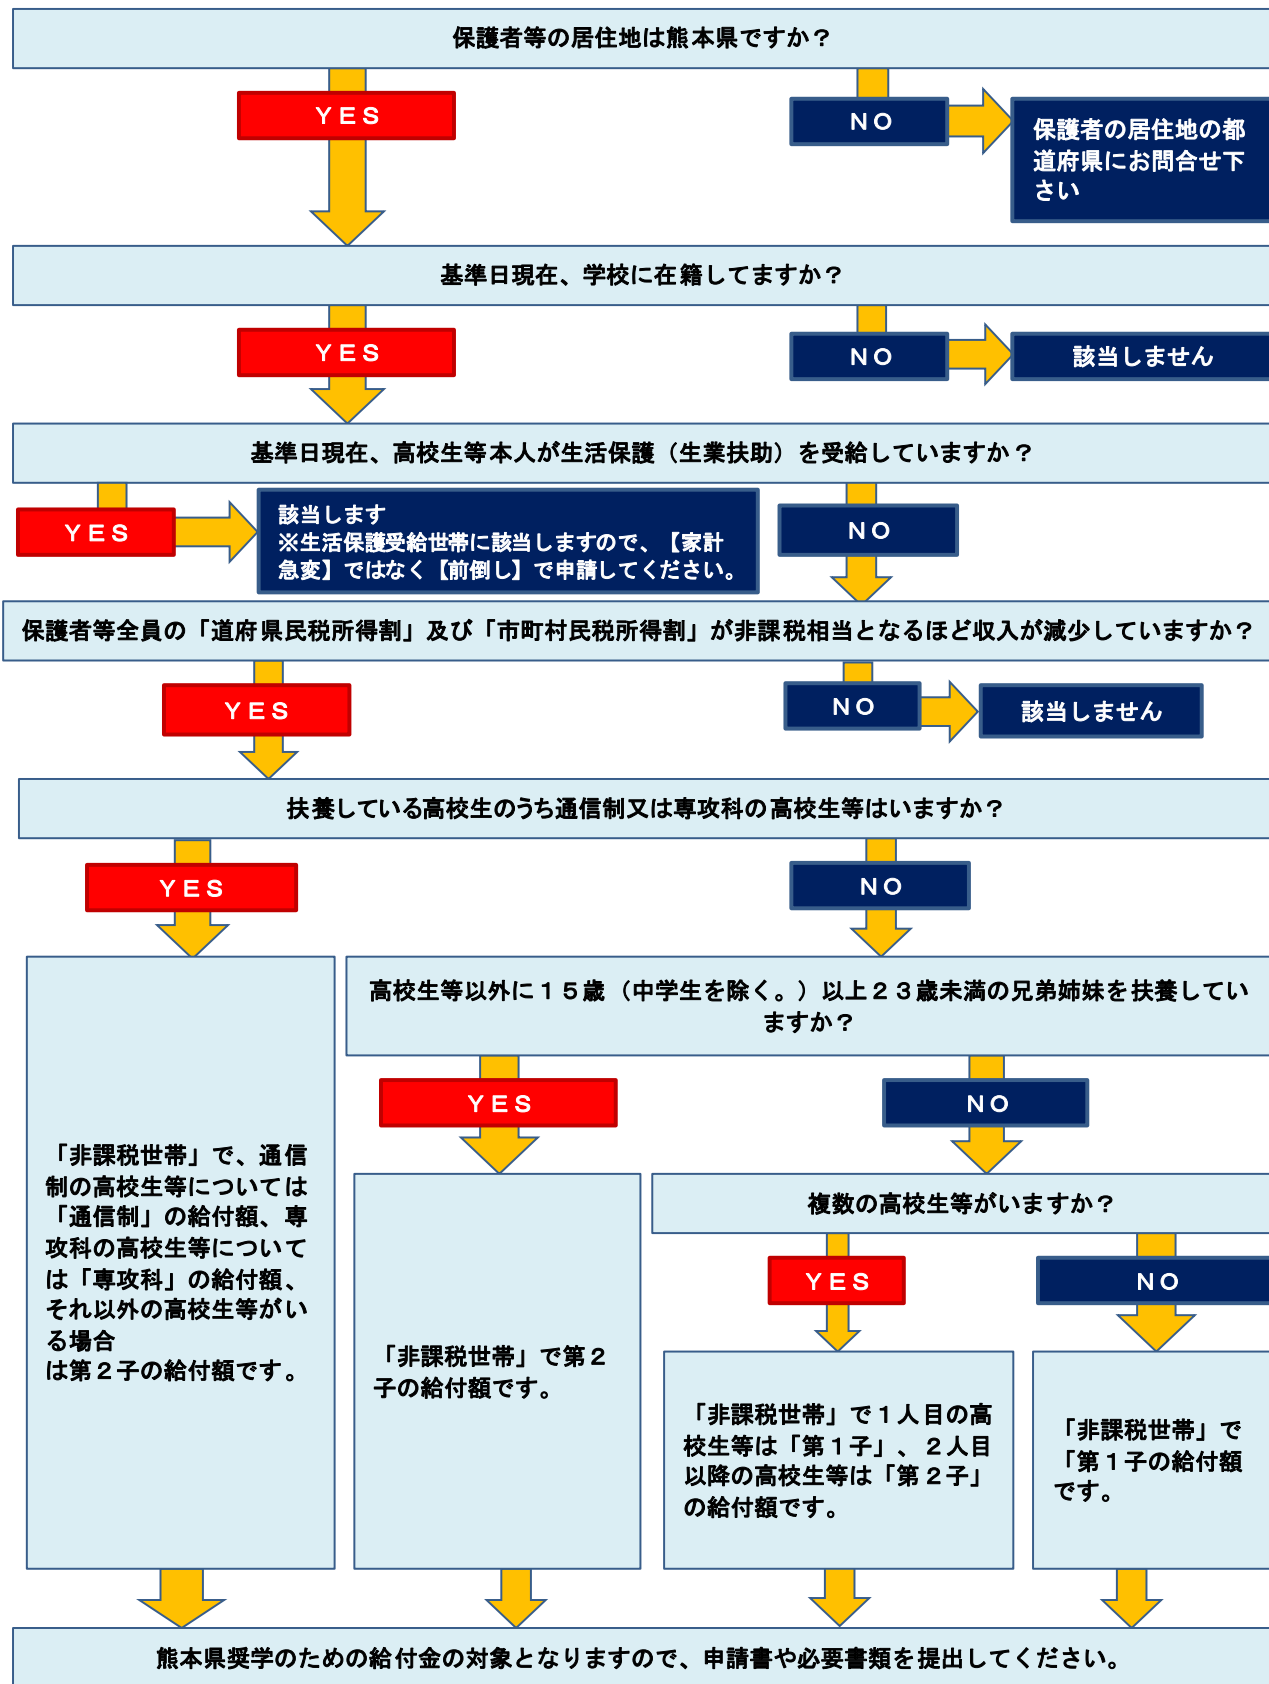 保護者等の居住地は熊本県ですか？
ＹＥＳ
ＮＯ
保護者の居住地の都
道府県にお問合せ下
さい
基準日現在、学校に在籍してますか？
ＹＥＳ
ＮＯ
該当しません
基準日現在、高校生等本人が生活保護（生業扶助）を受給していますか？
ＹＥＳ
該当します
※生活保護受給世帯に該当しますので、【家計
急変】ではなく【前倒し】で申請してください。
ＮＯ
保護者等全員の「道府県民税所得割」及び「市町村民税所得割」が非課税相当となるほど収入が減少していますか？
ＹＥＳ
ＮＯ
該当しません
扶養している高校生のうち通信制又は専攻科の高校生等はいますか？
ＹＥＳ
ＮＯ
「非課税世帯」で、通信
制の高校生等については
「通信制」の給付額、専
攻科の高校生等について
は「専攻科」の給付額、
それ以外の高校生等がい
る場合
は第２子の給付額です。
高校生等以外に１５歳（中学生を除く。）以上２３歳未満の兄弟姉妹を扶養してい
ますか？
ＹＥＳ
ＮＯ
「非課税世帯」で第２
子の給付額です。
複数の高校生等がいますか？
ＹＥＳ
ＮＯ
「非課税世帯」で１人目の高
校生等は「第１子」、２人目
以降の高校生等は「第２子」
の給付額です。
「非課税世帯」で
「第１子の給付額
です。
熊本県奨学のための給付金の対象となりますので、申請書や必要書類を提出してください。